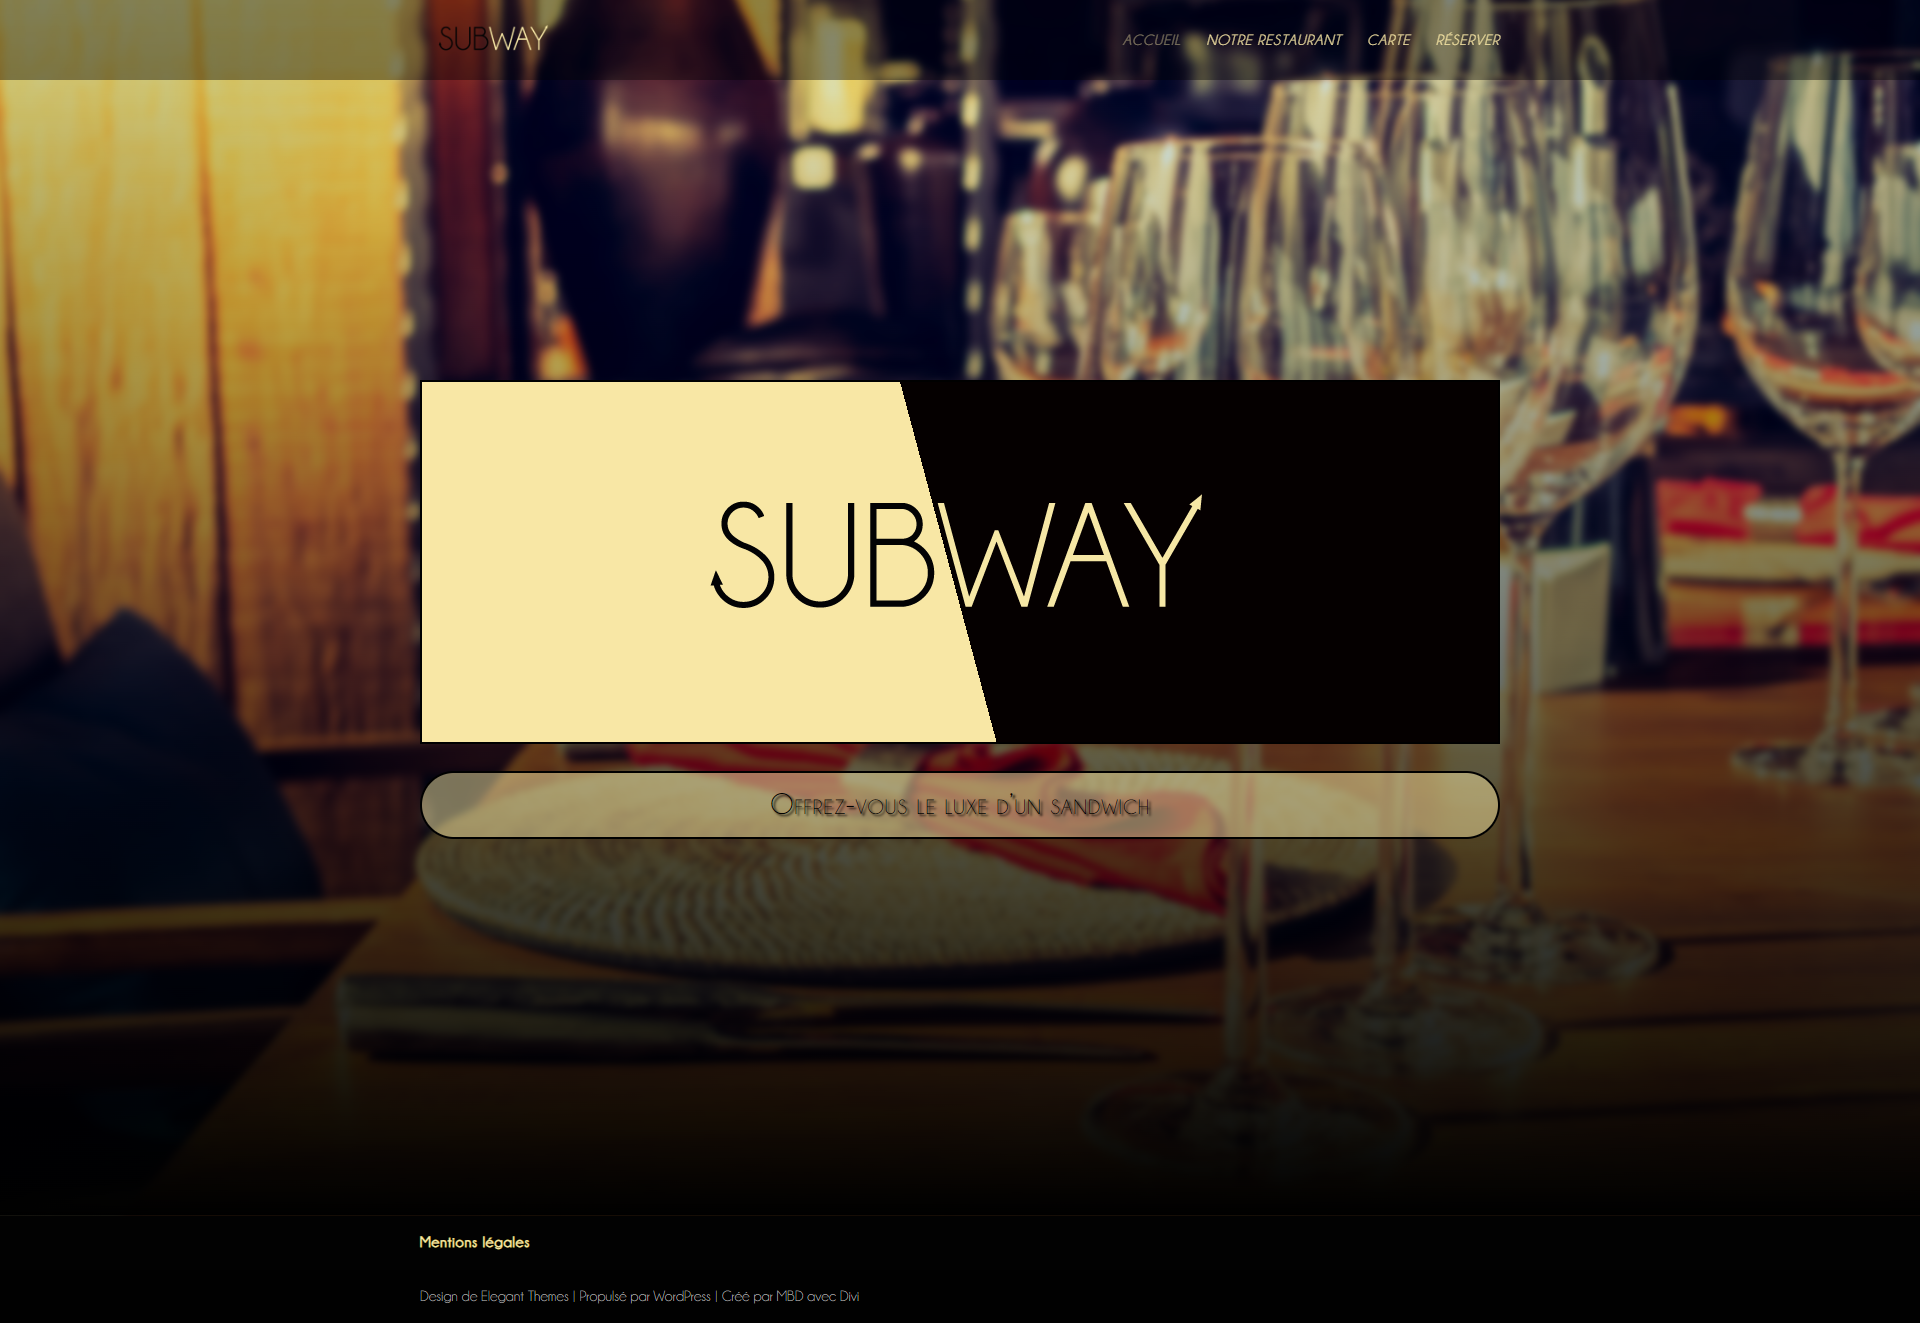 SUBWAY
ACCUEIL NOTRE RESTAURANT CARTE RÉSERVER
SUBWAY
Offrez-vous le luxe d'un sandwich
Mentions légales
Design de Elegant Themes | Propulsé par WordPress | Créé par MBD avec Divi